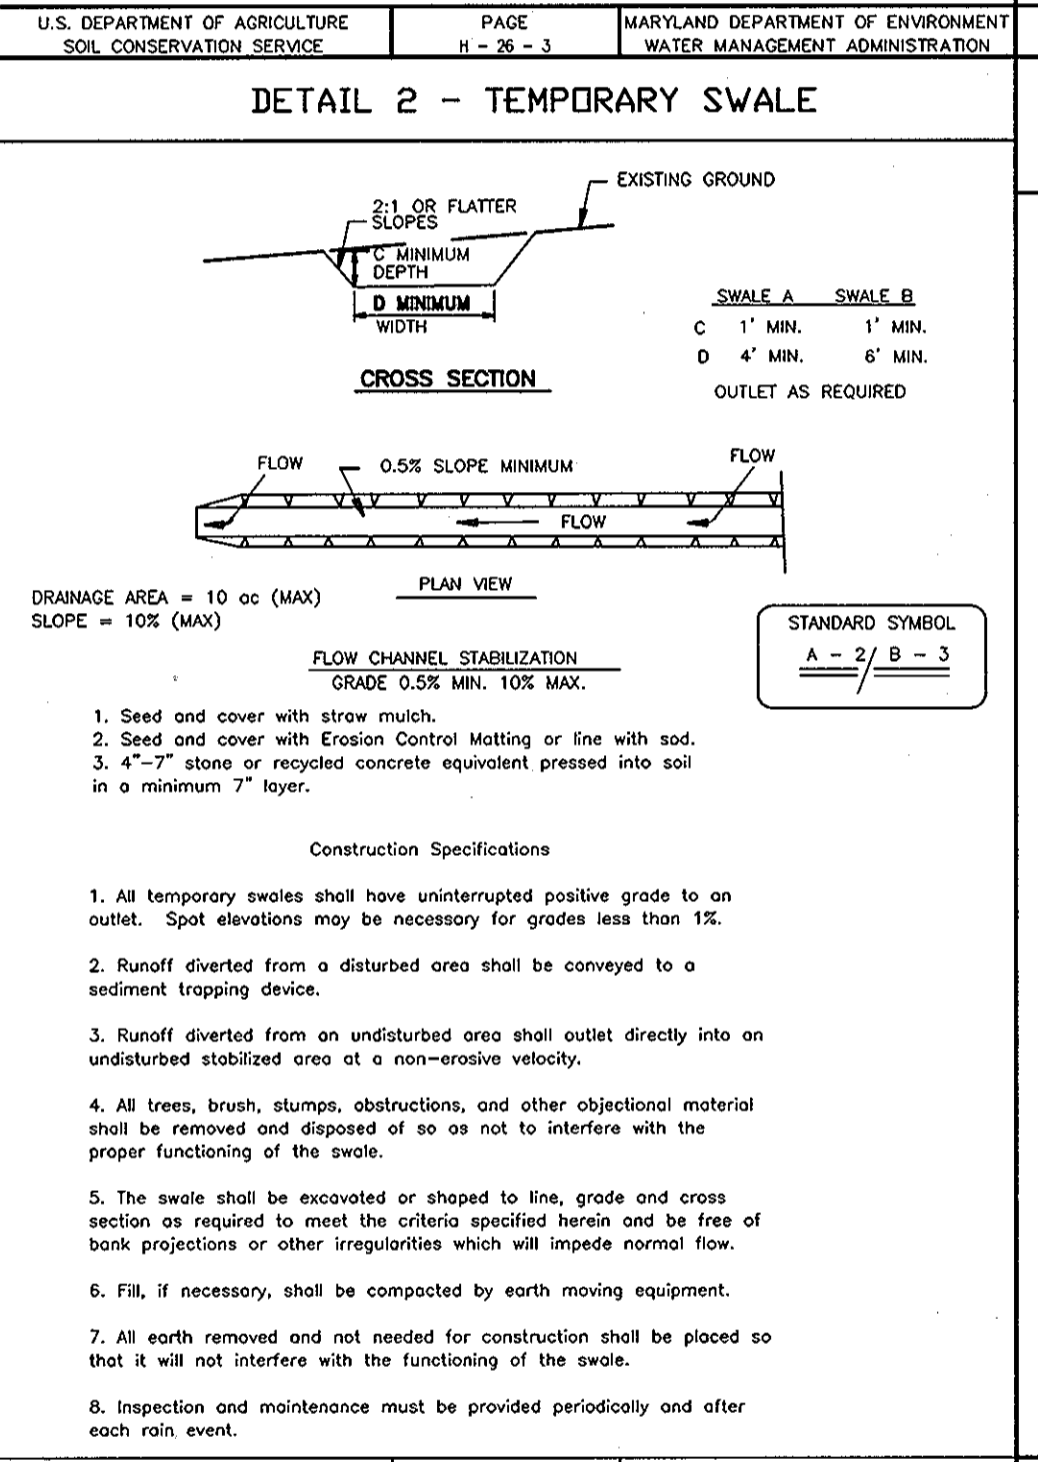 U.S. DEPARTMENT OF AGRICULTURE
SOIL CONSERVATION SERVICE
PAGE
H - 26 - 3
MARYLAND DEPARTMENT OF ENVIRONMENT
WATER MANAGEMENT ADMINISTRATION
DETAIL 2 - TEMPORARY SWALE
EXISTING GROUND
2:1 OR FLATTER
SLOPES
C MINIMUM
DEPTH
D MINIMUM
WIDTH
CROSS SECTION
SWALE A SWALE B
C 1' MIN. 1' MIN.
D 4' MIN. 6' MIN.
OUTLET AS REQUIRED
FLOW
0.5% SLOPE MINIMUM
FLOW
FLOW
PLAN VIEW
DRAINAGE AREA = 10 ac (MAX)
SLOPE = 10% (MAX)
STANDARD SYMBOL
A - 2/ B - 3
FLOW CHANNEL STABILIZATION
GRADE 0.5% MIN. 10% MAX.
1. Seed and cover with straw mulch.
2. Seed and cover with Erosion Control Matting or line with sod.
3. 4"-7" stone or recycled concrete equivalent pressed into soil
in a minimum 7" layer.
Construction Specifications
1. All temporary swales shall have uninterrupted positive grade to an
outlet. Spot elevations may be necessary for grades less than 1%.
2. Runoff diverted from a disturbed area shall be conveyed to a
sediment trapping device.
3. Runoff diverted from an undisturbed area shall outlet directly into an
undisturbed stabilized area at a non-erosive velocity.
4. All trees, brush, stumps, obstructions, and other objectional material
shall be removed and disposed of so as not to interfere with the
proper functioning of the swale.
5. The swale shall be excavated or shaped to line, grade and cross
section as required to meet the criteria specified herein and be free of
bank projections or other irregularities which will impede normal flow.
6. Fill, if necessary, shall be compacted by earth moving equipment.
7. All earth removed and not needed for construction shall be placed so
that it will not interfere with the functioning of the swale.
8. Inspection and maintenance must be provided periodically and after
each rain event.